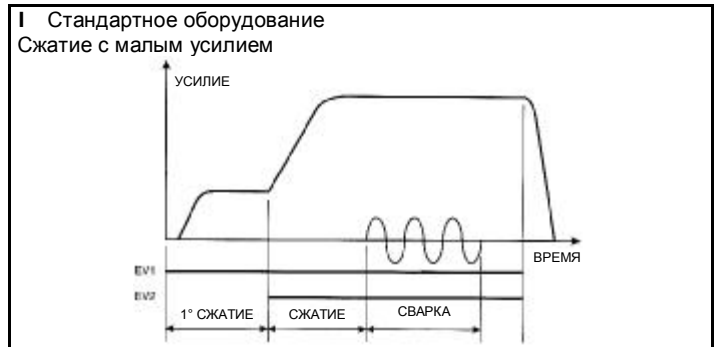 I Стандартное оборудование
Сжатие с малым усилием
УСИЛИЕ
ВРЕМЯ
EV1
EV2
1° СЖАТИЕ СЖАТИЕ СВАРКА